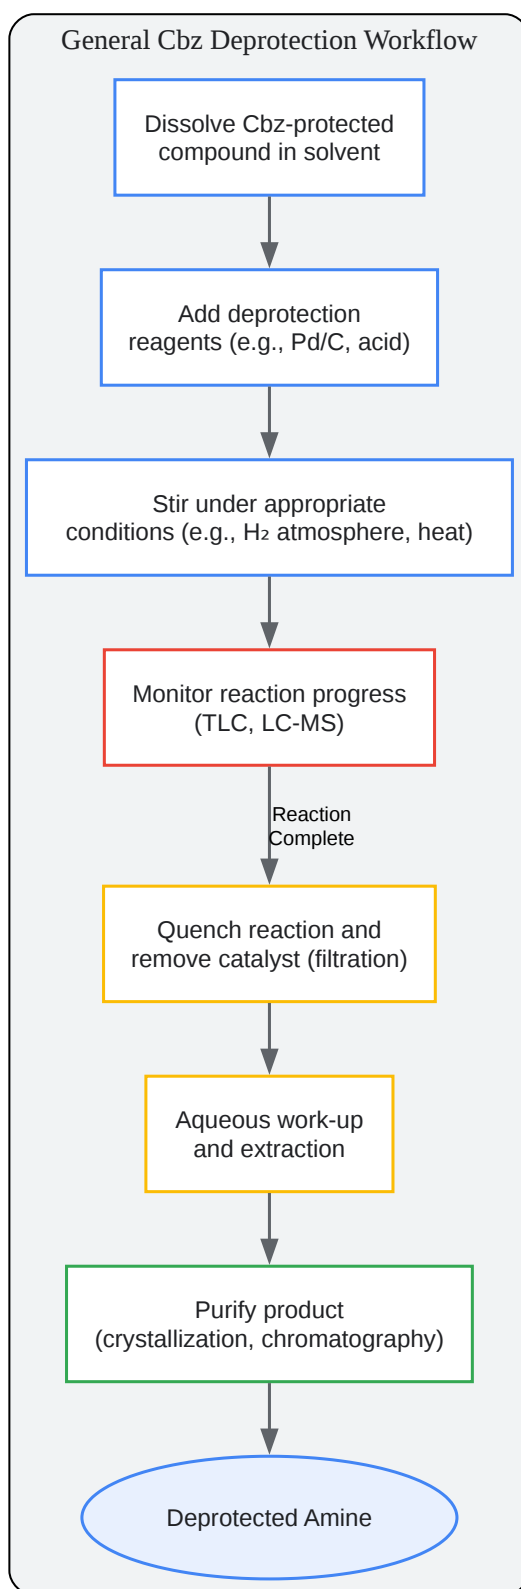 General Cbz Deprotection Workflow
Dissolve Cbz-protected
compound in solvent
Add deprotection
reagents (e.g., Pd/C, acid)
Stir under appropriate
conditions (e.g., H₂ atmosphere, heat)
Monitor reaction progress
(TLC, LC-MS)
Reaction
Complete
Quench reaction and
remove catalyst (filtration)
Aqueous work-up
and extraction
Purify product
(crystallization, chromatography)
Deprotected Amine